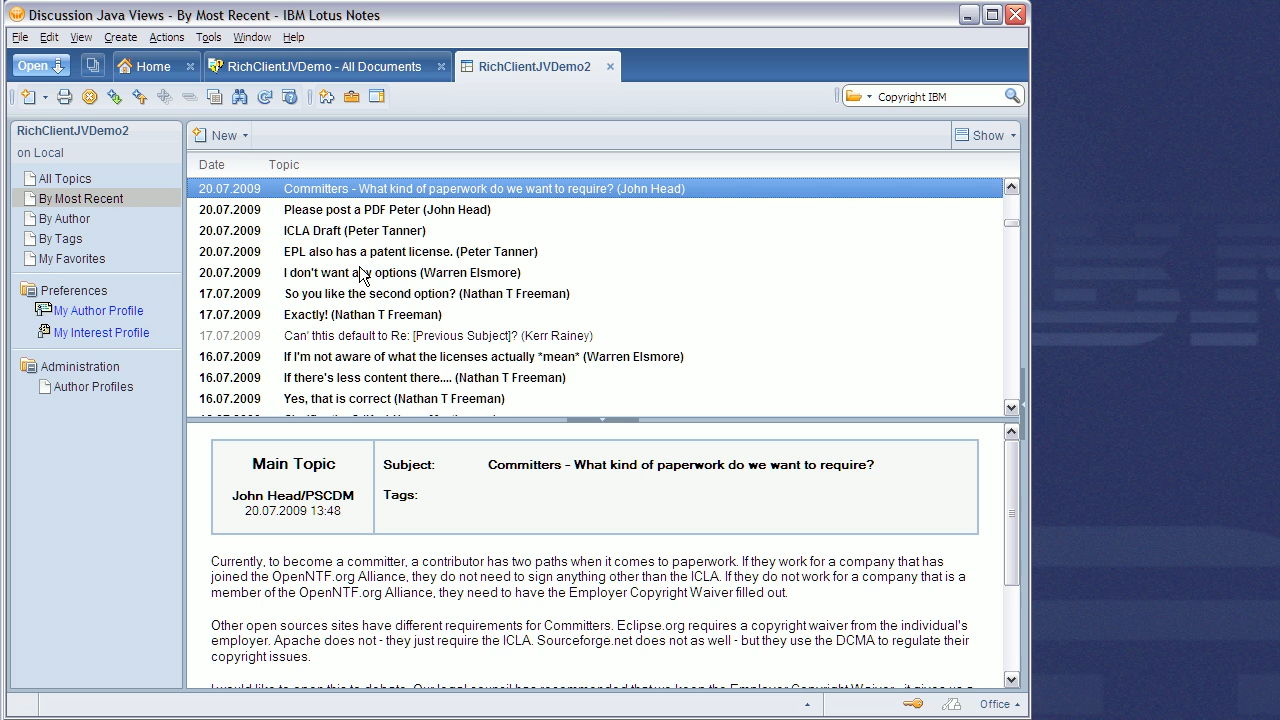 Discussion Java Views - By Most Recent - IBM Lotus Notes
File Edit View Create Actions Tools Window Help
Open Home RichClientJVDemo - All Documents RichClientJVDemo2
Copyright IBM
RichClientJVDemo2
on Local
All Topics
By Most Recent
By Author
By Tags
My Favorites
Preferences
My Author Profile
My Interest Profile
Administration
Author Profiles
New Show
Date Topic
20.07.2009 Committers - What kind of paperwork do we want to require? (John Head)
20.07.2009 Please post a PDF Peter (John Head)
20.07.2009 ICLA Draft (Peter Tanner)
20.07.2009 EPL also has a patent license. (Peter Tanner)
20.07.2009 I don't want any options (Warren Elsmore)
17.07.2009 So you like the second option? (Nathan T Freeman)
17.07.2009 Exactly! (Nathan T Freeman)
17.07.2009 Can' thtis default to Re: [Previous Subject]? (Kerr Rainey)
16.07.2009 If I'm not aware of what the licenses actually *mean* (Warren Elsmore)
16.07.2009 If there's less content there.... (Nathan T Freeman)
16.07.2009 Yes, that is correct (Nathan T Freeman)
Main Topic
John Head/PSCDM
20.07.2009 13:48
Subject: Committers - What kind of paperwork do we want to require?
Tags:
Currently, to become a committer, a contributor has two paths when it comes to paperwork. If they work for a company that has
joined the OpenNTF.org Alliance, they do not need to sign anything other than the ICLA. If they do not work for a company that is a
member of the OpenNTF.org Alliance, they need to have the Employer Copyright Waiver filled out.
Other open sources sites have different requirements for Committers. Eclipse.org requires a copyright waiver from the individual's
employer. Apache does not - they just require the ICLA. Sourceforge.net does not as well - but they use the DCMA to regulate their
copyright issues.
Office